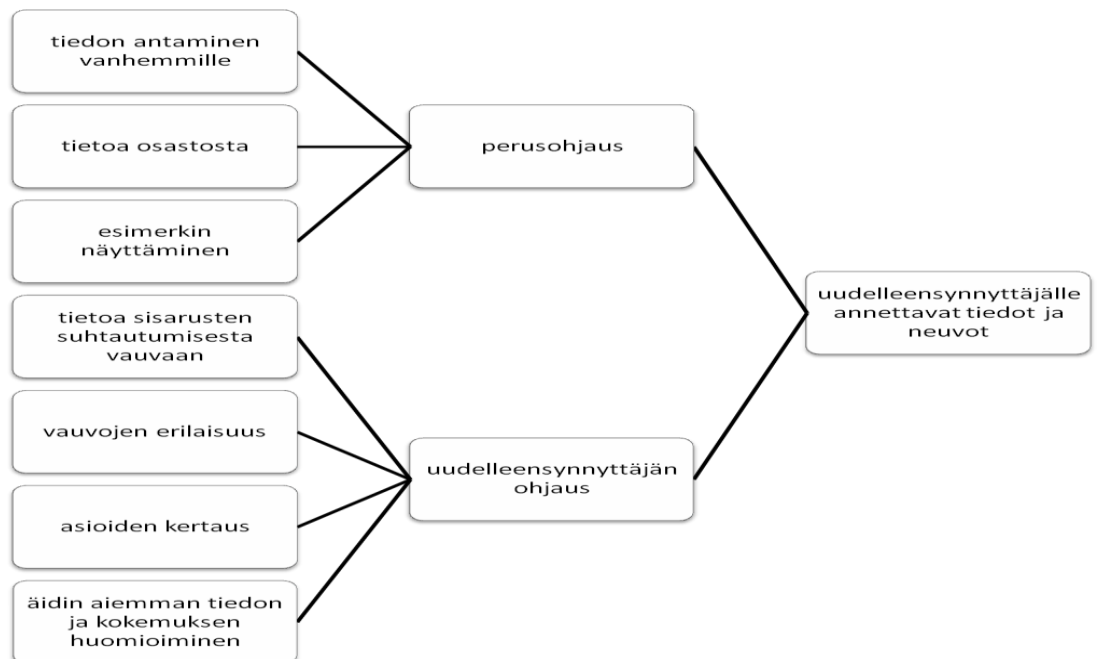 tiedon antaminen
vanhemmille
tietoa osastosta
esimerkin
näyttäminen
tietoa sisarusten
suhtautumisesta
vauvaan
vauvojen erilaisuus
asioiden kertaus
äidin aiemman tiedon
ja kokemuksen
huomioiminen
perusohjaus
uudelleensynnyttäjän
ohjaus
uudelleensynnyttäjälle
annettavat tiedot ja
neuvot